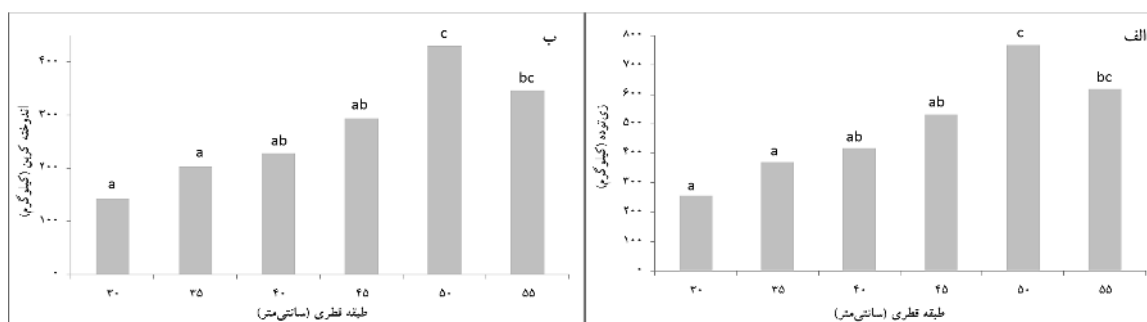 الف
زی‌توده (کیلوگرم)
۸۰۰
۷۰۰
۶۰۰
۵۰۰
۴۰۰
۳۰۰
۲۰۰
۱۰۰
۰
a
a
ab
ab
c
bc
۳۰ ۳۵ ۴۰ ۴۵ ۵۰ ۵۵
طبقه قطری (سانتی‌متر)
ب
اندوخته کربن (کیلوگرم)
۴۰۰
۳۰۰
۲۰۰
۱۰۰
۰
a
a
ab
ab
c
bc
۳۰ ۳۵ ۴۰ ۴۵ ۵۰ ۵۵
طبقه قطری (سانتی‌متر)